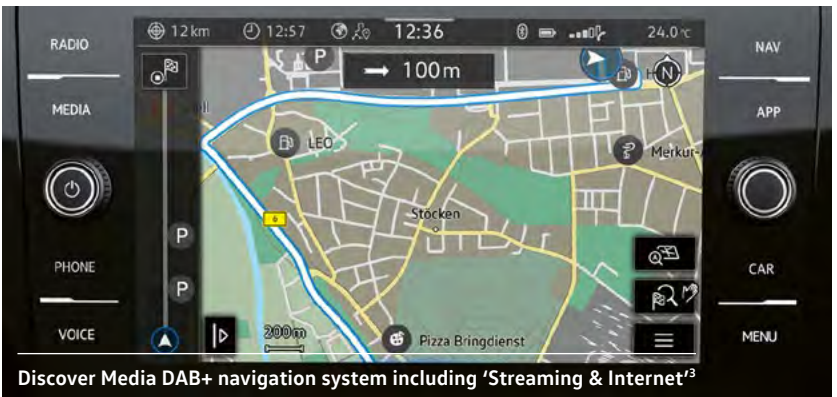 RADIO
MEDIA
PHONE
VOICE
12 km
12:57
12:36
24.0 °C
P
100 m
N
LEO
Merkur-
6
Stöcken
P
P
200 m
Pizza Bringdienst
NAV
APP
CAR
MENU
Discover Media DAB+ navigation system including ‘Streaming & Internet’³